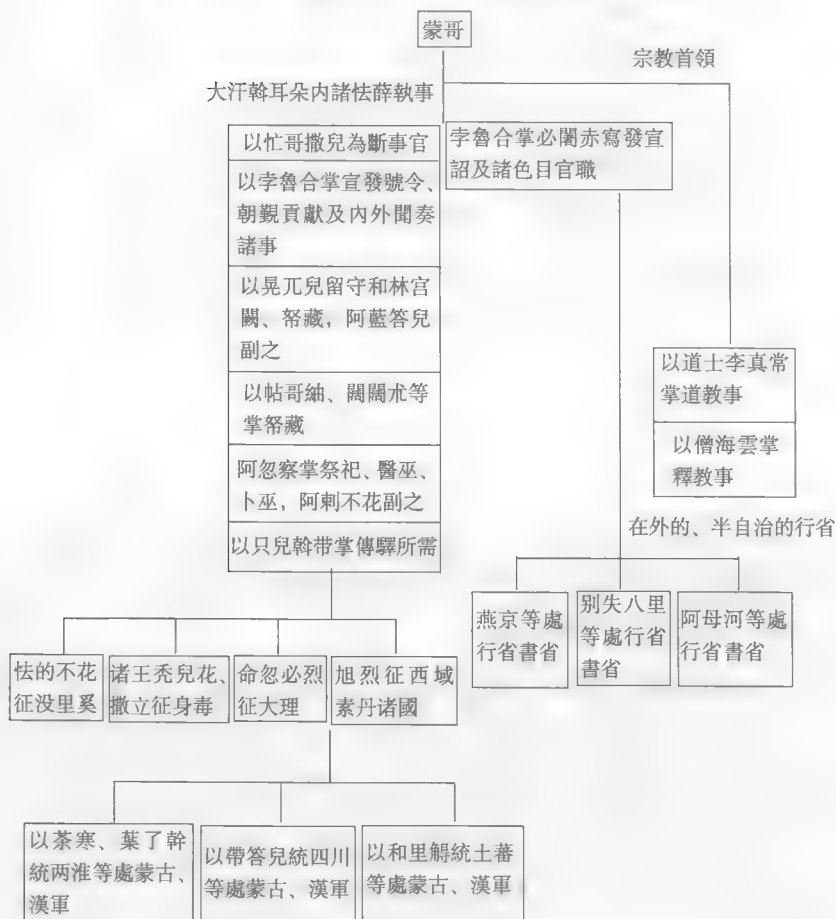 蒙哥
宗教首領
大汗斡耳朵内諸怯薛執事
以忙哥撒兒為斷事官
以孛魯合掌宣發號令、
朝覲貢獻及内外聞奏
諸事
以晃兀兒留守和林宫
闕、帑藏，阿藍答兒
副之
以帖哥紬、闊闊朮等
掌帑藏
阿忽察掌祭祀、醫巫、
卜巫，阿剌不花副之
以只兒斡带掌傳驛所需
孛魯合掌必闍赤寫發宣
詔及諸色目官職
以道士李真常
掌道教事
以僧海雲掌
釋教事
在外的、半自治的行省
燕京等處
行省書省
别失八里
等處行省
書省
阿母河等處
行省書省
怯的不花
征没里奚
诸王秃兒花、
撒立征身毒
命忽必烈
征大理
旭烈征西域
素丹诸國
以茶寒、葉了幹
統两淮等處蒙古、
漢軍
以帶答兒統四川
等處蒙古、漢軍
以和里䚟統土蕃
等處蒙古、漢軍